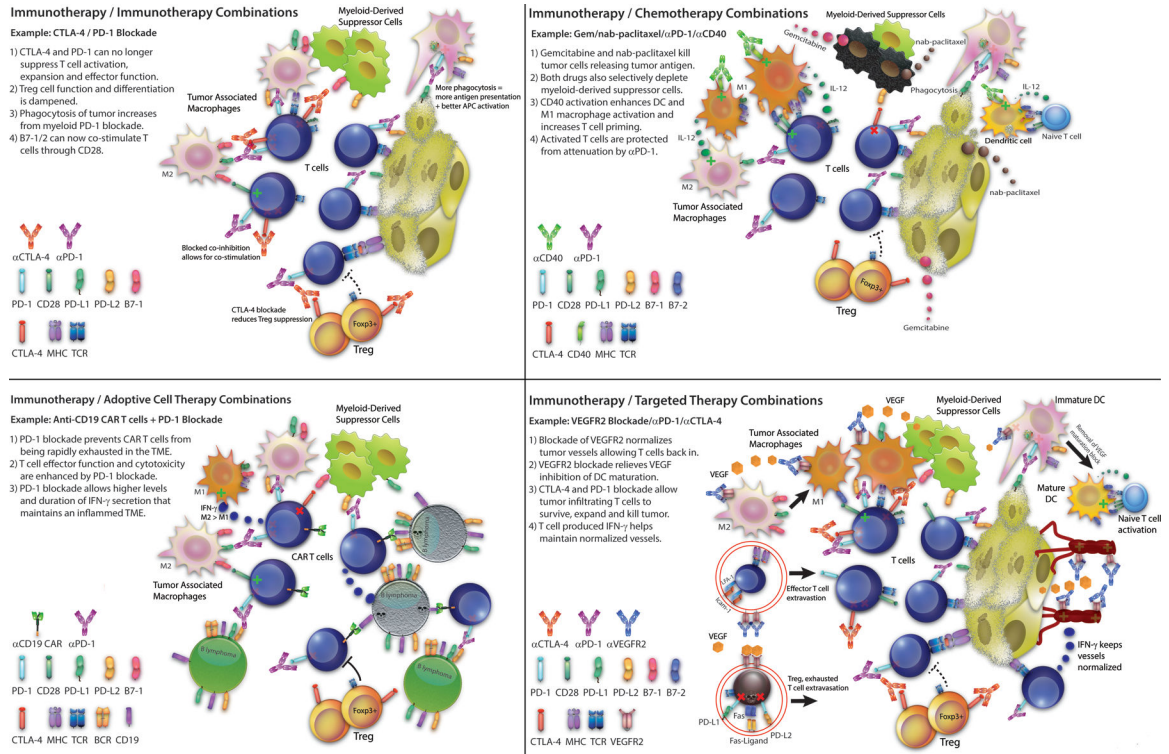 Immunotherapy / Immunotherapy Combinations
Example: CTLA-4 / PD-1 Blockade
1) CTLA-4 and PD-1 can no longer
suppress T cell activation,
expansion and effector function.
2) Treg cell function and differentiation
is dampened.
3) Phagocytosis of tumor increases
from myeloid PD-1 blockade.
4) B7-1/2 can now co-stimulate T
cells through CD28.
Myeloid-Derived
Suppressor Cells
Tumor Associated
Macrophages
More phagocytosis =
more antigen presentation
+ better APC activation
M2
T cells
Blocked co-inhibition
allows for co-stimulation
CTLA-4 blockade
reduces Treg suppression
Foxp3+
Treg
αCTLA-4 αPD-1
PD-1 CD28 PD-L1 PD-L2 B7-1
CTLA-4 MHC TCR
Immunotherapy / Chemotherapy Combinations
Example: Gem/nab-paclitaxel/αPD-1/αCD40
1) Gemcitabine and nab-paclitaxel kill
tumor cells releasing tumor antigen.
2) Both drugs also selectively deplete
myeloid-derived suppressor cells.
3) CD40 activation enhances DC and
M1 macrophage activation and
increases T cell priming.
4) Activated T cells are protected
from attenuation by αPD-1.
Myeloid-Derived Suppressor Cells
Gemcitabine
nab-paclitaxel
M1
IL-12
Phagocytosis
IL-12
IL-12
Dendritic cell
Naive T cell
M2
T cells
nab-paclitaxel
Tumor Associated
Macrophages
Foxp3+
Treg
Gemcitabine
αCD40 αPD-1
PD-1 CD28 PD-L1 PD-L2 B7-1 B7-2
CTLA-4 CD40 MHC TCR
Immunotherapy / Adoptive Cell Therapy Combinations
Example: Anti-CD19 CAR T cells + PD-1 Blockade
1) PD-1 blockade prevents CAR T cells from
being rapidly exhausted in the TME.
2) T cell effector function and cytotoxicity
are enhanced by PD-1 blockade.
3) PD-1 blockade allows higher levels
and duration of IFN-γ secretion that
maintains an inflamed TME.
Myeloid-Derived
Suppressor Cells
M1
IFN-γ
M2 > M1
M2
CAR T cells
Tumor Associated
Macrophages
B lymphoma
B lymphoma
B lymphoma
B lymphoma
Foxp3+
Treg
αCD19 CAR αPD-1
PD-1 CD28 PD-L1 PD-L2 B7-1
CTLA-4 MHC TCR BCR CD19
Immunotherapy / Targeted Therapy Combinations
Example: VEGFR2 Blockade/αPD-1/αCTLA-4
1) Blockade of VEGFR2 normalizes
tumor vessels allowing T cells back in.
2) VEGFR2 blockade relieves VEGF
inhibition of DC maturation.
3) CTLA-4 and PD-1 blockade allow
tumor infiltrating T cells to
survive, expand and kill tumor.
4) T cell produced IFN-γ helps
maintain normalized vessels.
VEGF
Myeloid-Derived
Suppressor Cells
Immature DC
Tumor Associated
Macrophages
Removal of VEGF
maturation block
VEGF
M1
M2
Mature
DC
Naive T cell
activation
T cells
LFA-1
Icam-1
Effector T cell
extravastion
VEGF
Treg, exhausted
T cell extravasation
IFN-γ keeps
vessels
normalized
PD-L1
Fas
PD-L2
Fas-Ligand
Foxp3+
Treg
αCTLA-4 αPD-1 αVEGFR2
PD-1 CD28 PD-L1 PD-L2 B7-1 B7-2
CTLA-4 MHC TCR VEGFR2